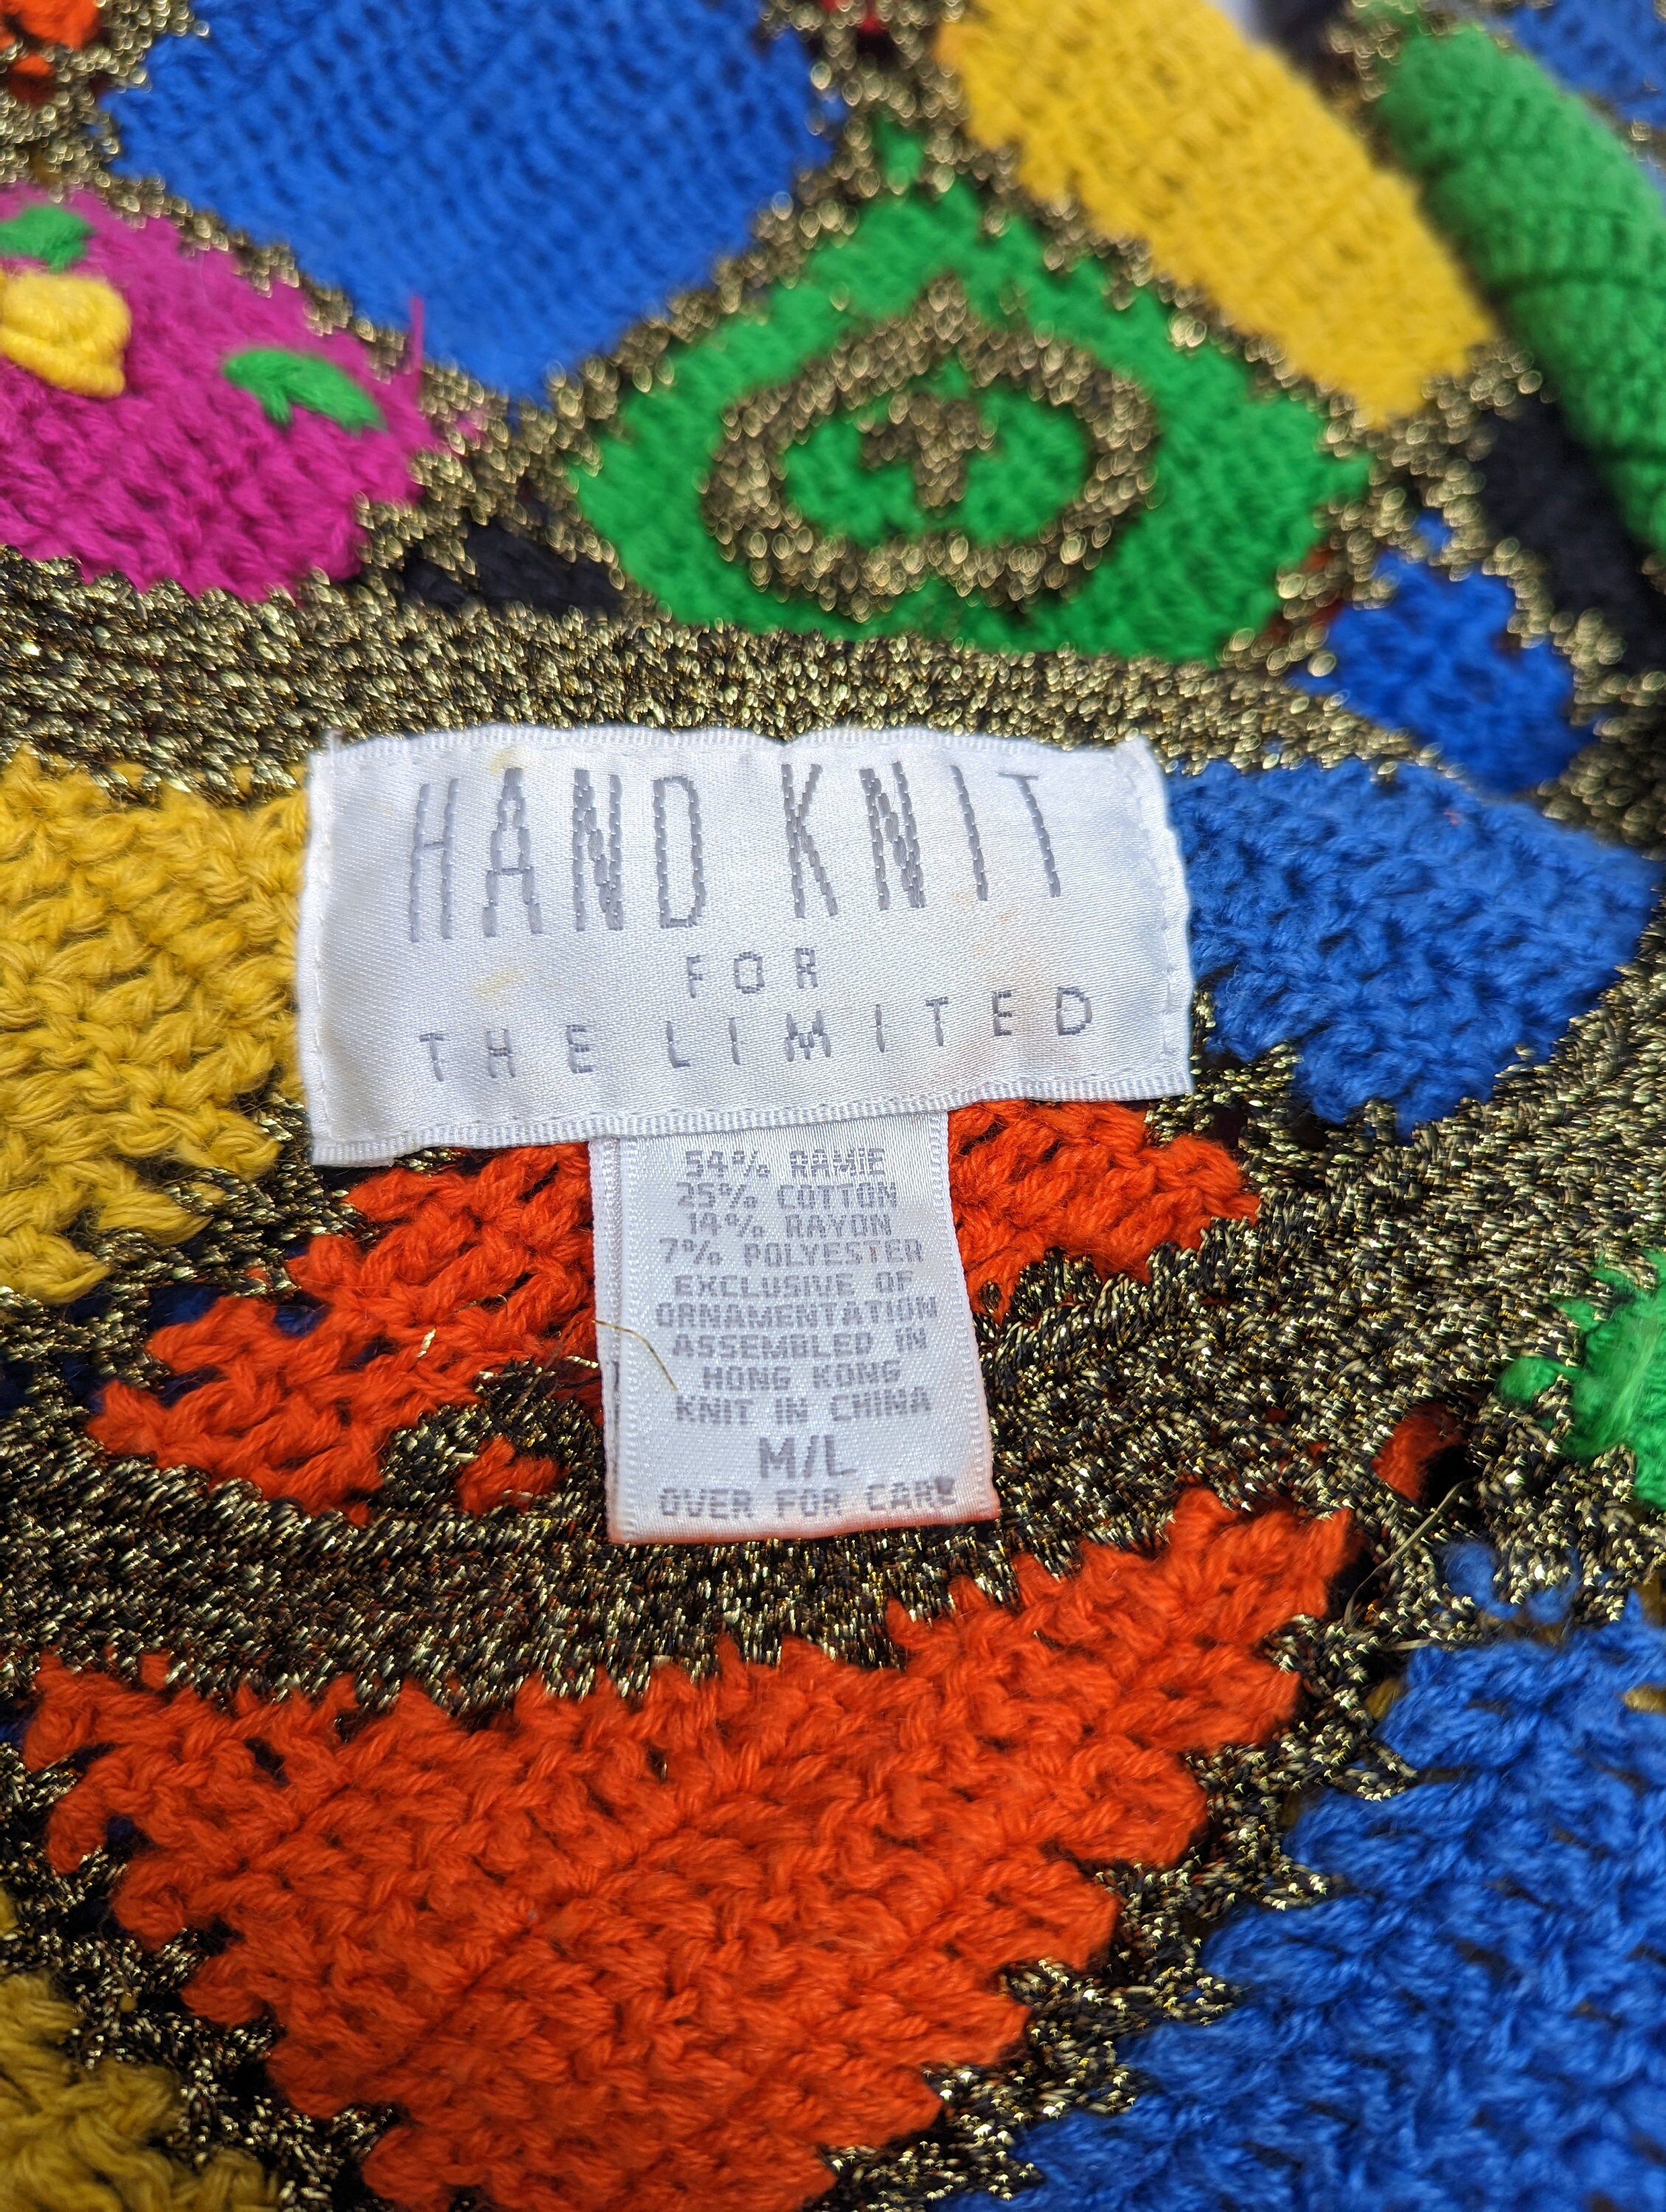 HAND KNIT
FOR
THE LIMITED
54% RAMIE
25% COTTON
14% RAYON
7% POLYESTER
EXCLUSIVE OF
ORNAMENTATION
ASSEMBLED IN
HONG KONG
KNIT IN CHINA
M/L
OVER FOR CARE